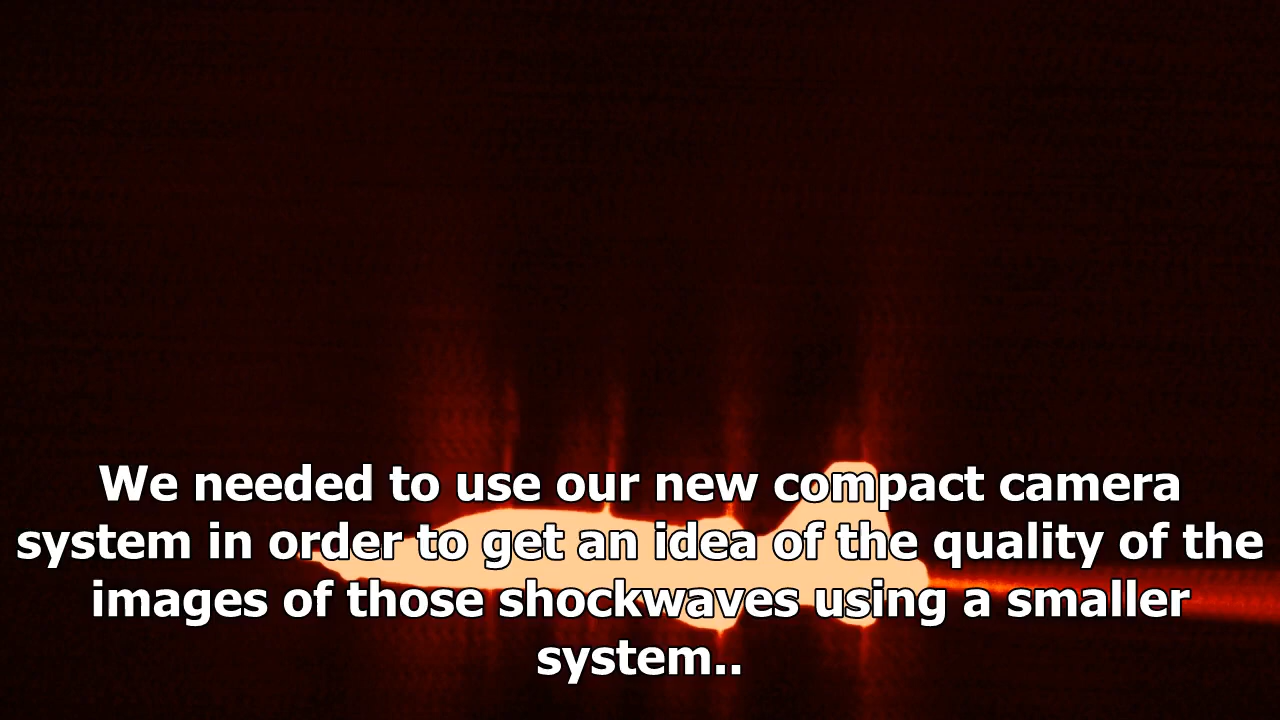 We needed to use our new compact camera
system in order to get an idea of the quality of the
images of those shockwaves using a smaller
system..